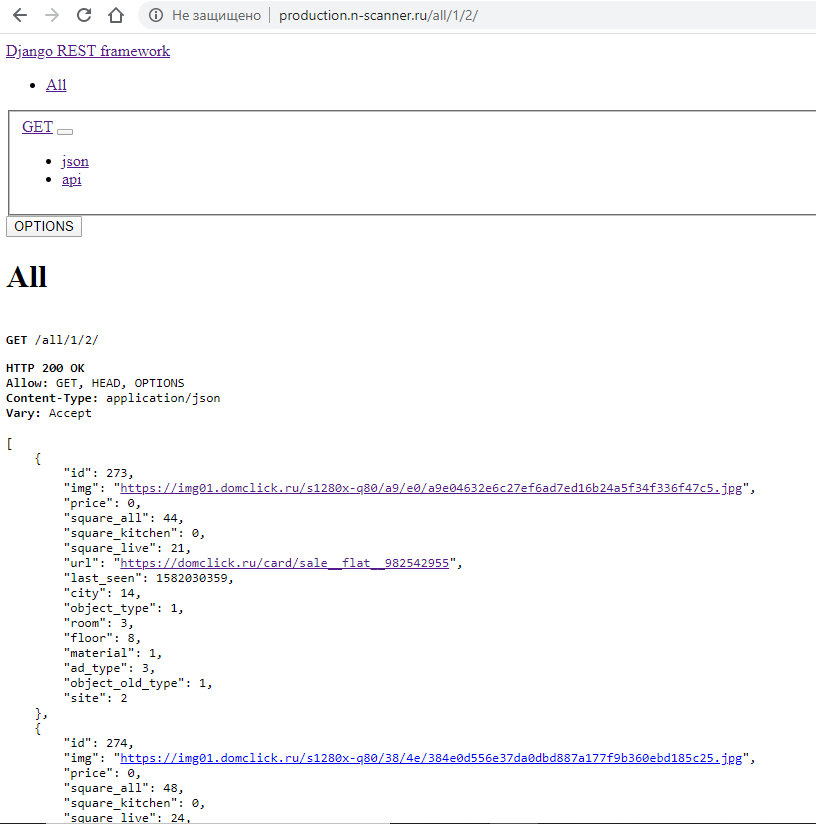 Не защищено production.n-scanner.ru/all/1/2/
Django REST framework
All
GET
json
api
OPTIONS
All
GET /all/1/2/
HTTP 200 OK
Allow: GET, HEAD, OPTIONS
Content-Type: application/json
Vary: Accept
[
{
"id": 273,
"img": "https://img01.domclick.ru/s1280x-q80/a9/e0/a9e04632e6c27ef6ad7ed16b24a5f34f336f47c5.jpg",
"price": 0,
"square_all": 44,
"square_kitchen": 0,
"square_live": 21,
"url": "https://domclick.ru/card/sale__flat__982542955",
"last_seen": 1582030359,
"city": 14,
"object_type": 1,
"room": 3,
"floor": 8,
"material": 1,
"ad_type": 3,
"object_old_type": 1,
"site": 2
},
{
"id": 274,
"img": "https://img01.domclick.ru/s1280x-q80/38/4e/384e0d556e37da0dbd887a177f9b360ebd185c25.jpg",
"price": 0,
"square_all": 48,
"square_kitchen": 0,
"square_live": 24,